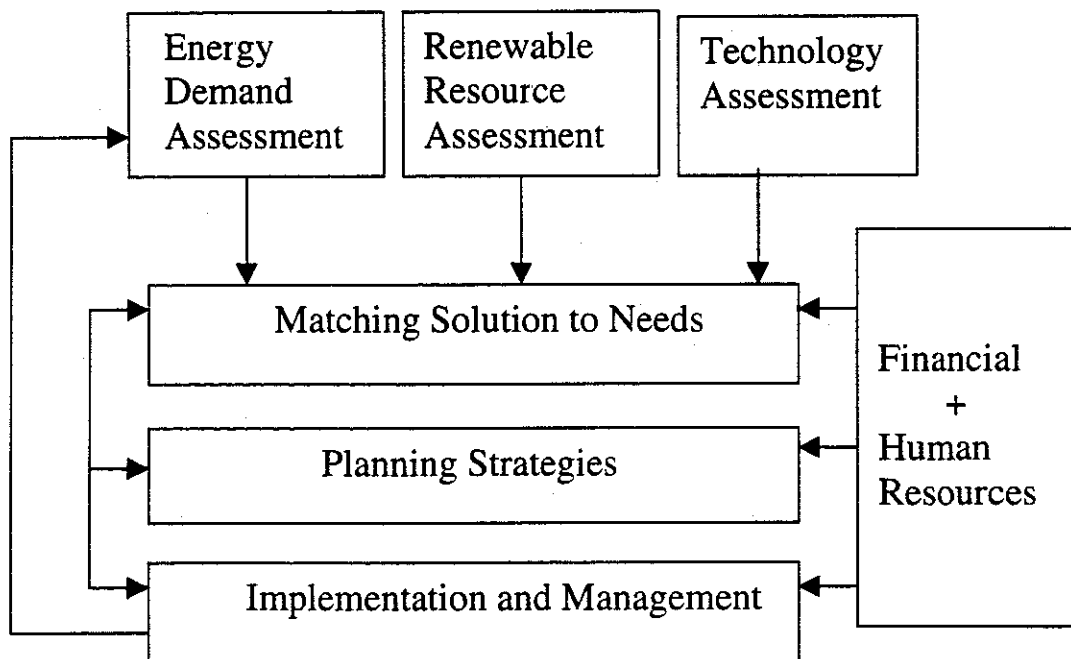 Energy
Demand
Assessment
Renewable
Resource
Assessment
Technology
Assessment
Matching Solution to Needs
Planning Strategies
Implementation and Management
Financial
+
Human
Resources